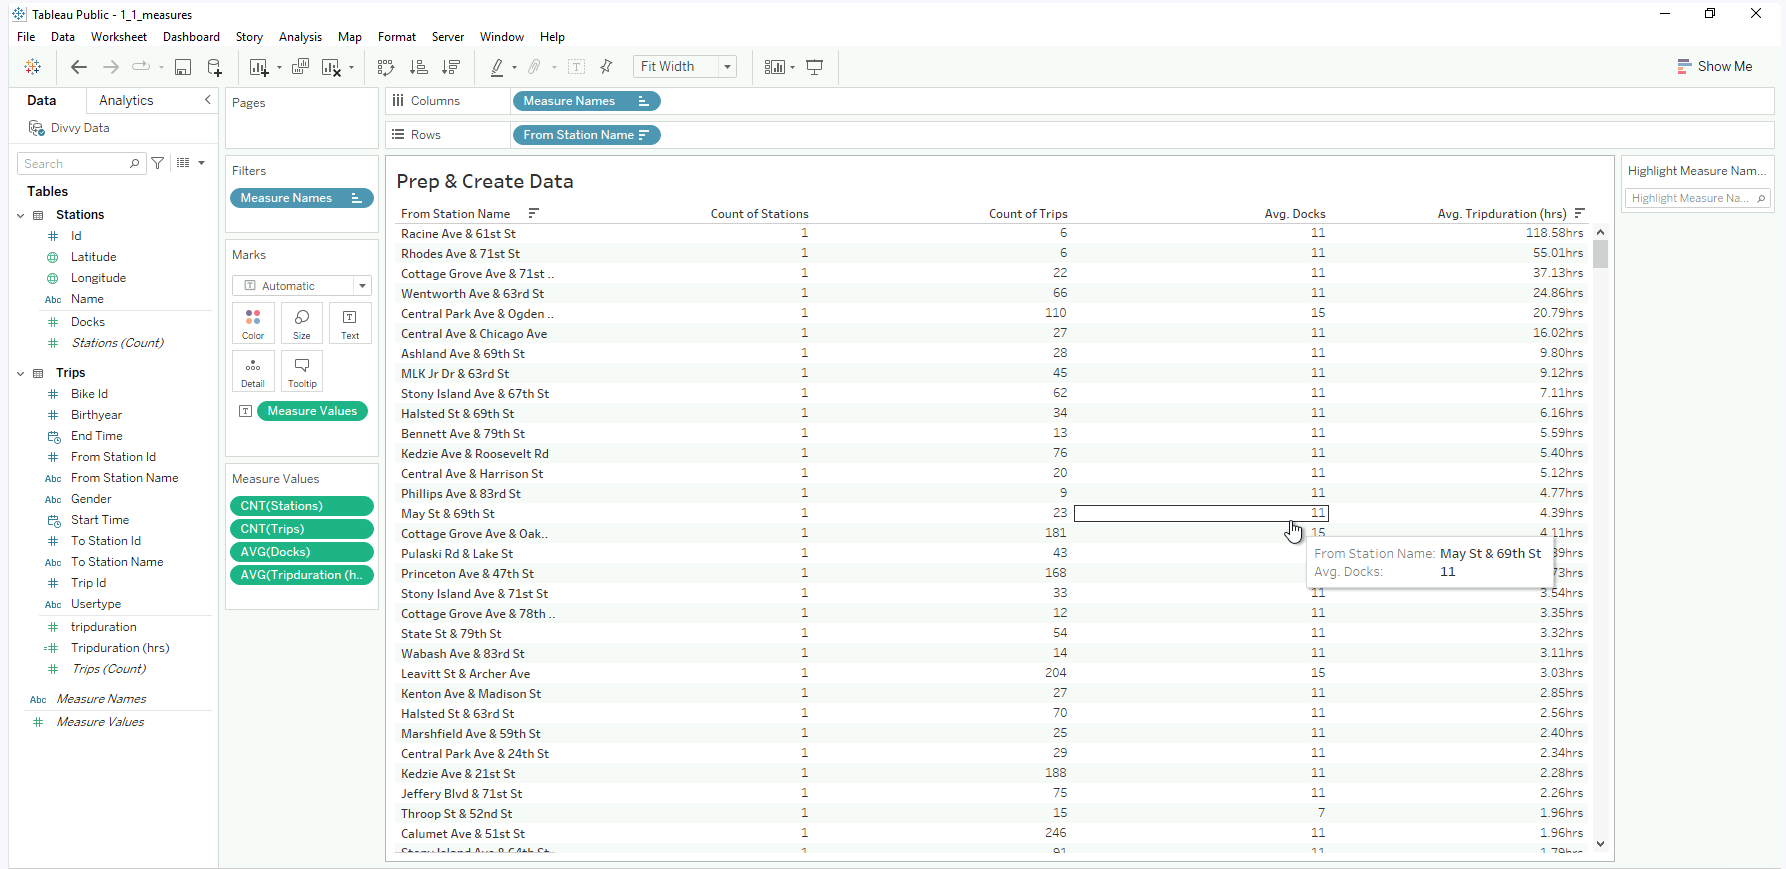 Tableau Public - 1_1_measures
File Data Worksheet Dashboard Story Analysis Map Format Server Window Help
Fit Width
Show Me
Data Analytics
Divvy Data
Search
Tables
Stations
# Id
Latitude
Longitude
Abc Name
# Docks
# Stations (Count)
Trips
# Bike Id
# Birthyear
End Time
# From Station Id
Abc From Station Name
Abc Gender
Start Time
# To Station Id
Abc To Station Name
# Trip Id
Abc Usertype
# tripduration
=# Tripduration (hrs)
# Trips (Count)
Abc Measure Names
# Measure Values
Pages
Filters
Measure Names
Marks
T Automatic
Color Size Text
Detail Tooltip
T Measure Values
Measure Values
CNT(Stations)
CNT(Trips)
AVG(Docks)
AVG(Tripduration (h..
Columns Measure Names
Rows From Station Name
Prep & Create Data
From Station Name Count of Stations Count of Trips Avg. Docks Avg. Tripduration (hrs)
Racine Ave & 61st St 1 6 11 118.58hrs
Rhodes Ave & 71st St 1 6 11 55.01hrs
Cottage Grove Ave & 71st .. 1 22 11 37.13hrs
Wentworth Ave & 63rd St 1 66 11 24.86hrs
Central Park Ave & Ogden .. 1 110 15 20.79hrs
Central Ave & Chicago Ave 1 27 11 16.02hrs
Ashland Ave & 69th St 1 28 11 9.80hrs
MLK Jr Dr & 63rd St 1 45 11 9.12hrs
Stony Island Ave & 67th St 1 62 11 7.11hrs
Halsted St & 69th St 1 34 11 6.16hrs
Bennett Ave & 79th St 1 13 11 5.59hrs
Kedzie Ave & Roosevelt Rd 1 76 11 5.40hrs
Central Ave & Harrison St 1 20 11 5.12hrs
Phillips Ave & 83rd St 1 9 11 4.77hrs
May St & 69th St 1 23 11 4.39hrs
Cottage Grove Ave & Oak.. 1 181 15 4.11hrs
Pulaski Rd & Lake St 1 43 89hrs
Princeton Ave & 47th St 1 168 73hrs
Stony Island Ave & 71st St 1 33 11 3.54hrs
Cottage Grove Ave & 78th .. 1 12 11 3.35hrs
State St & 79th St 1 54 11 3.32hrs
Wabash Ave & 83rd St 1 14 11 3.11hrs
Leavitt St & Archer Ave 1 204 15 3.03hrs
Kenton Ave & Madison St 1 27 11 2.85hrs
Halsted St & 63rd St 1 70 11 2.56hrs
Marshfield Ave & 59th St 1 25 11 2.40hrs
Central Park Ave & 24th St 1 29 11 2.34hrs
Kedzie Ave & 21st St 1 188 11 2.28hrs
Jeffery Blvd & 71st St 1 75 11 2.26hrs
Throop St & 52nd St 1 15 7 1.96hrs
Calumet Ave & 51st St 1 246 11 1.96hrs
Stony Island Ave & 64th St 1 91 11 1.79hrs
From Station Name: May St & 69th St
Avg. Docks: 11
Highlight Measure Nam...
Highlight Measure Na...